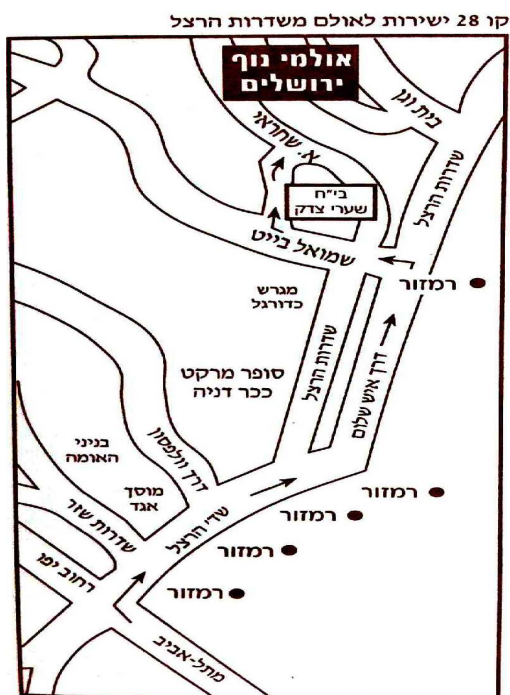 קו 28 ישירות לאולם משדרות הרצל
אולמי נוף
ירושלים
בית וגן
א. שחראי
שדרות הרצל
בי״ח
שערי צדק
שמואל בייט
רמזור
מגרש
כדורגל
שדרות הרצל
דרך איש שלום
סופר מרקט
ככר דניה
דרך וולפסון
בניני
האומה
מוסך
אגד
רמזור
רמזור
רמזור
רמזור
שדרות שזר
שד׳ הרצל
רחוב יפו
מתל-אביב